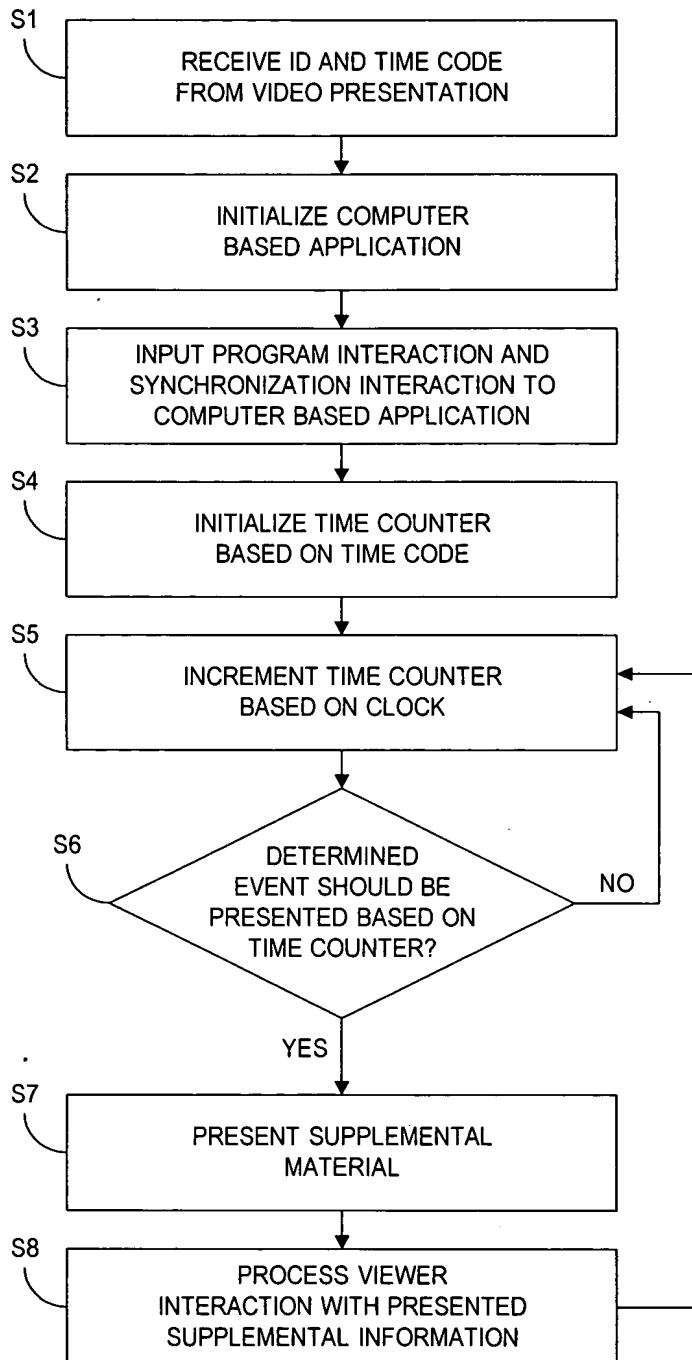 S1
RECEIVE ID AND TIME CODE
FROM VIDEO PRESENTATION
S2
INITIALIZE COMPUTER
BASED APPLICATION
S3
INPUT PROGRAM INTERACTION AND
SYNCHRONIZATION INTERACTION TO
COMPUTER BASED APPLICATION
S4
INITIALIZE TIME COUNTER
BASED ON TIME CODE
S5
INCREMENT TIME COUNTER
BASED ON CLOCK
S6
DETERMINED
EVENT SHOULD BE
PRESENTED BASED ON
TIME COUNTER?
NO
YES
S7
PRESENT SUPPLEMENTAL
MATERIAL
S8
PROCESS VIEWER
INTERACTION WITH PRESENTED
SUPPLEMENTAL INFORMATION